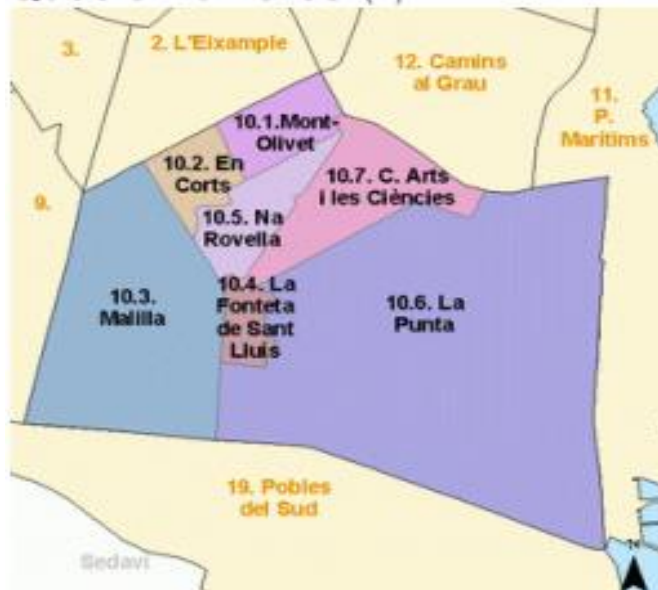 3.
2. L'Eixample
12. Camins
al Grau
11.
P.
Marítims
10.1.Mont-
Olivet
10.2. En
Corts
10.7. C. Arts
i les Ciències
9.
10.5. Na
Rovella
10.3.
Malilla
10.4. La
Fonteta
de Sant
Lluís
10.6. La
Punta
19. Pobles
del Sud
Sedaví